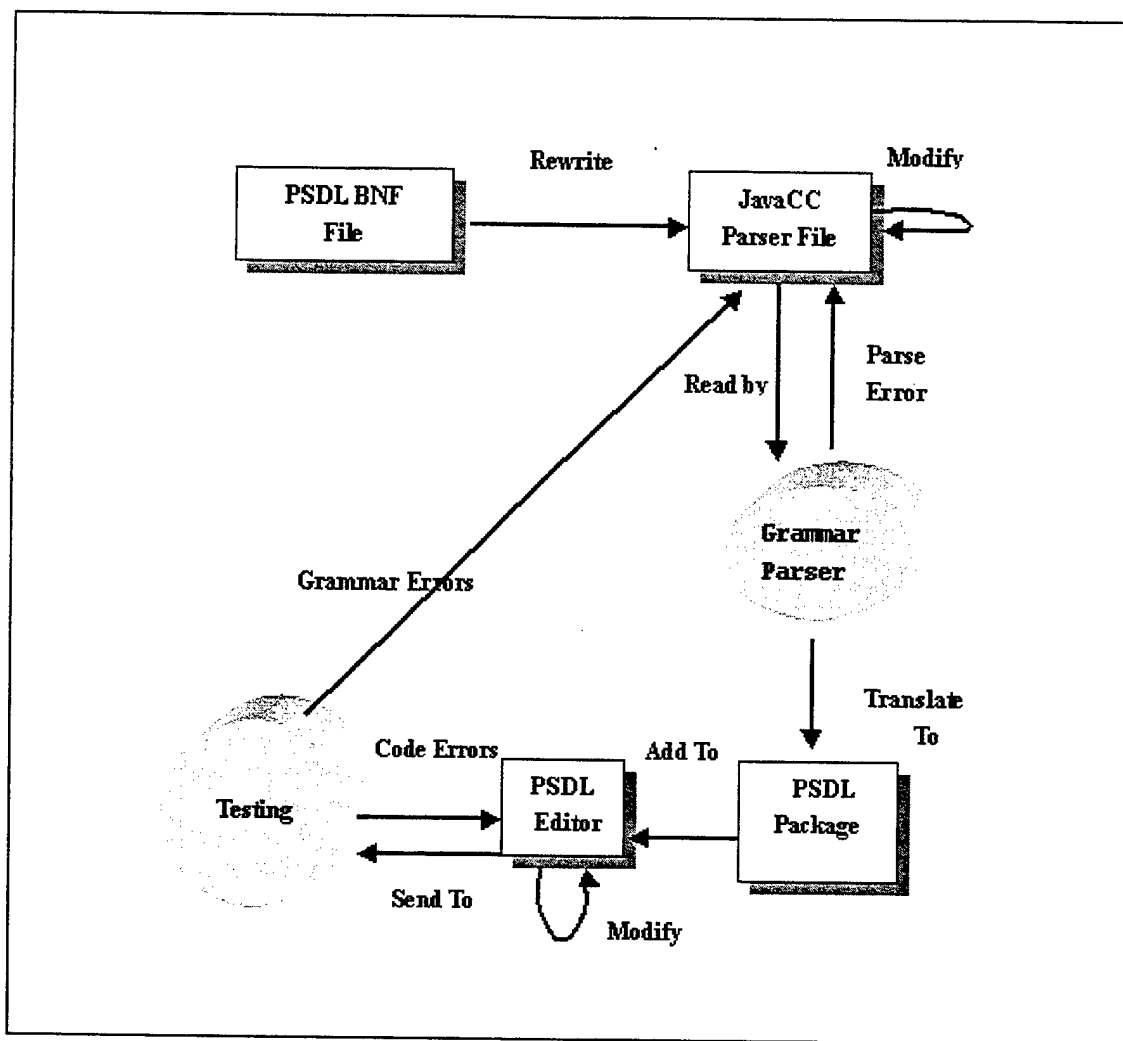 Rewrite
Modify
PSDL BNF
File
JavaCC
Parser File
Read by
Parse
Error
Grammar
Parser
Grammar Errors
Translate
To
Code Errors
Add To
Testing
PSDL
Editor
PSDL
Package
Send To
Modify